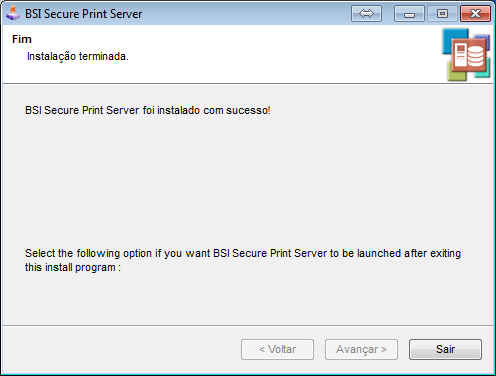 BSI Secure Print Server
Fim
Instalação terminada.
BSI Secure Print Server foi instalado com sucesso!
Select the following option if you want BSI Secure Print Server to be launched after exiting
this install program :
< Voltar
Avançar >
Sair